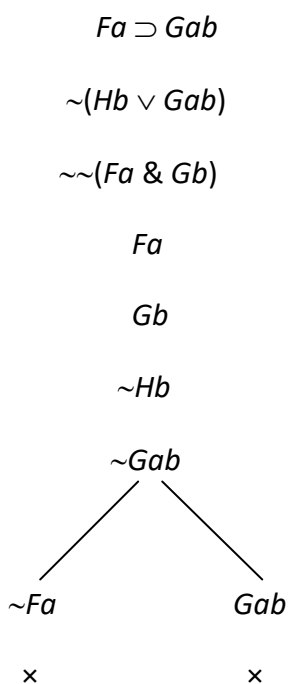 Fa ⊃ Gab
~(Hb ∨ Gab)
~~(Fa & Gb)
Fa
Gb
~Hb
~Gab
~Fa Gab
× ×